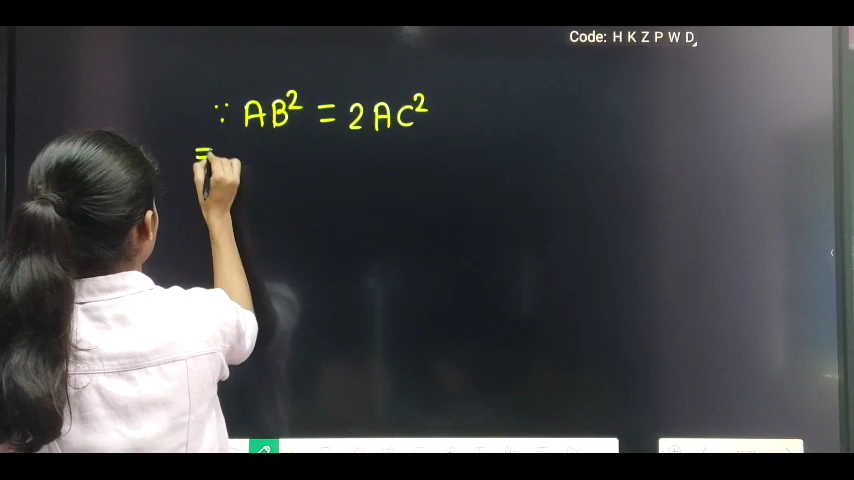 Code: H K Z P W D
∵ AB² = 2AC²
=